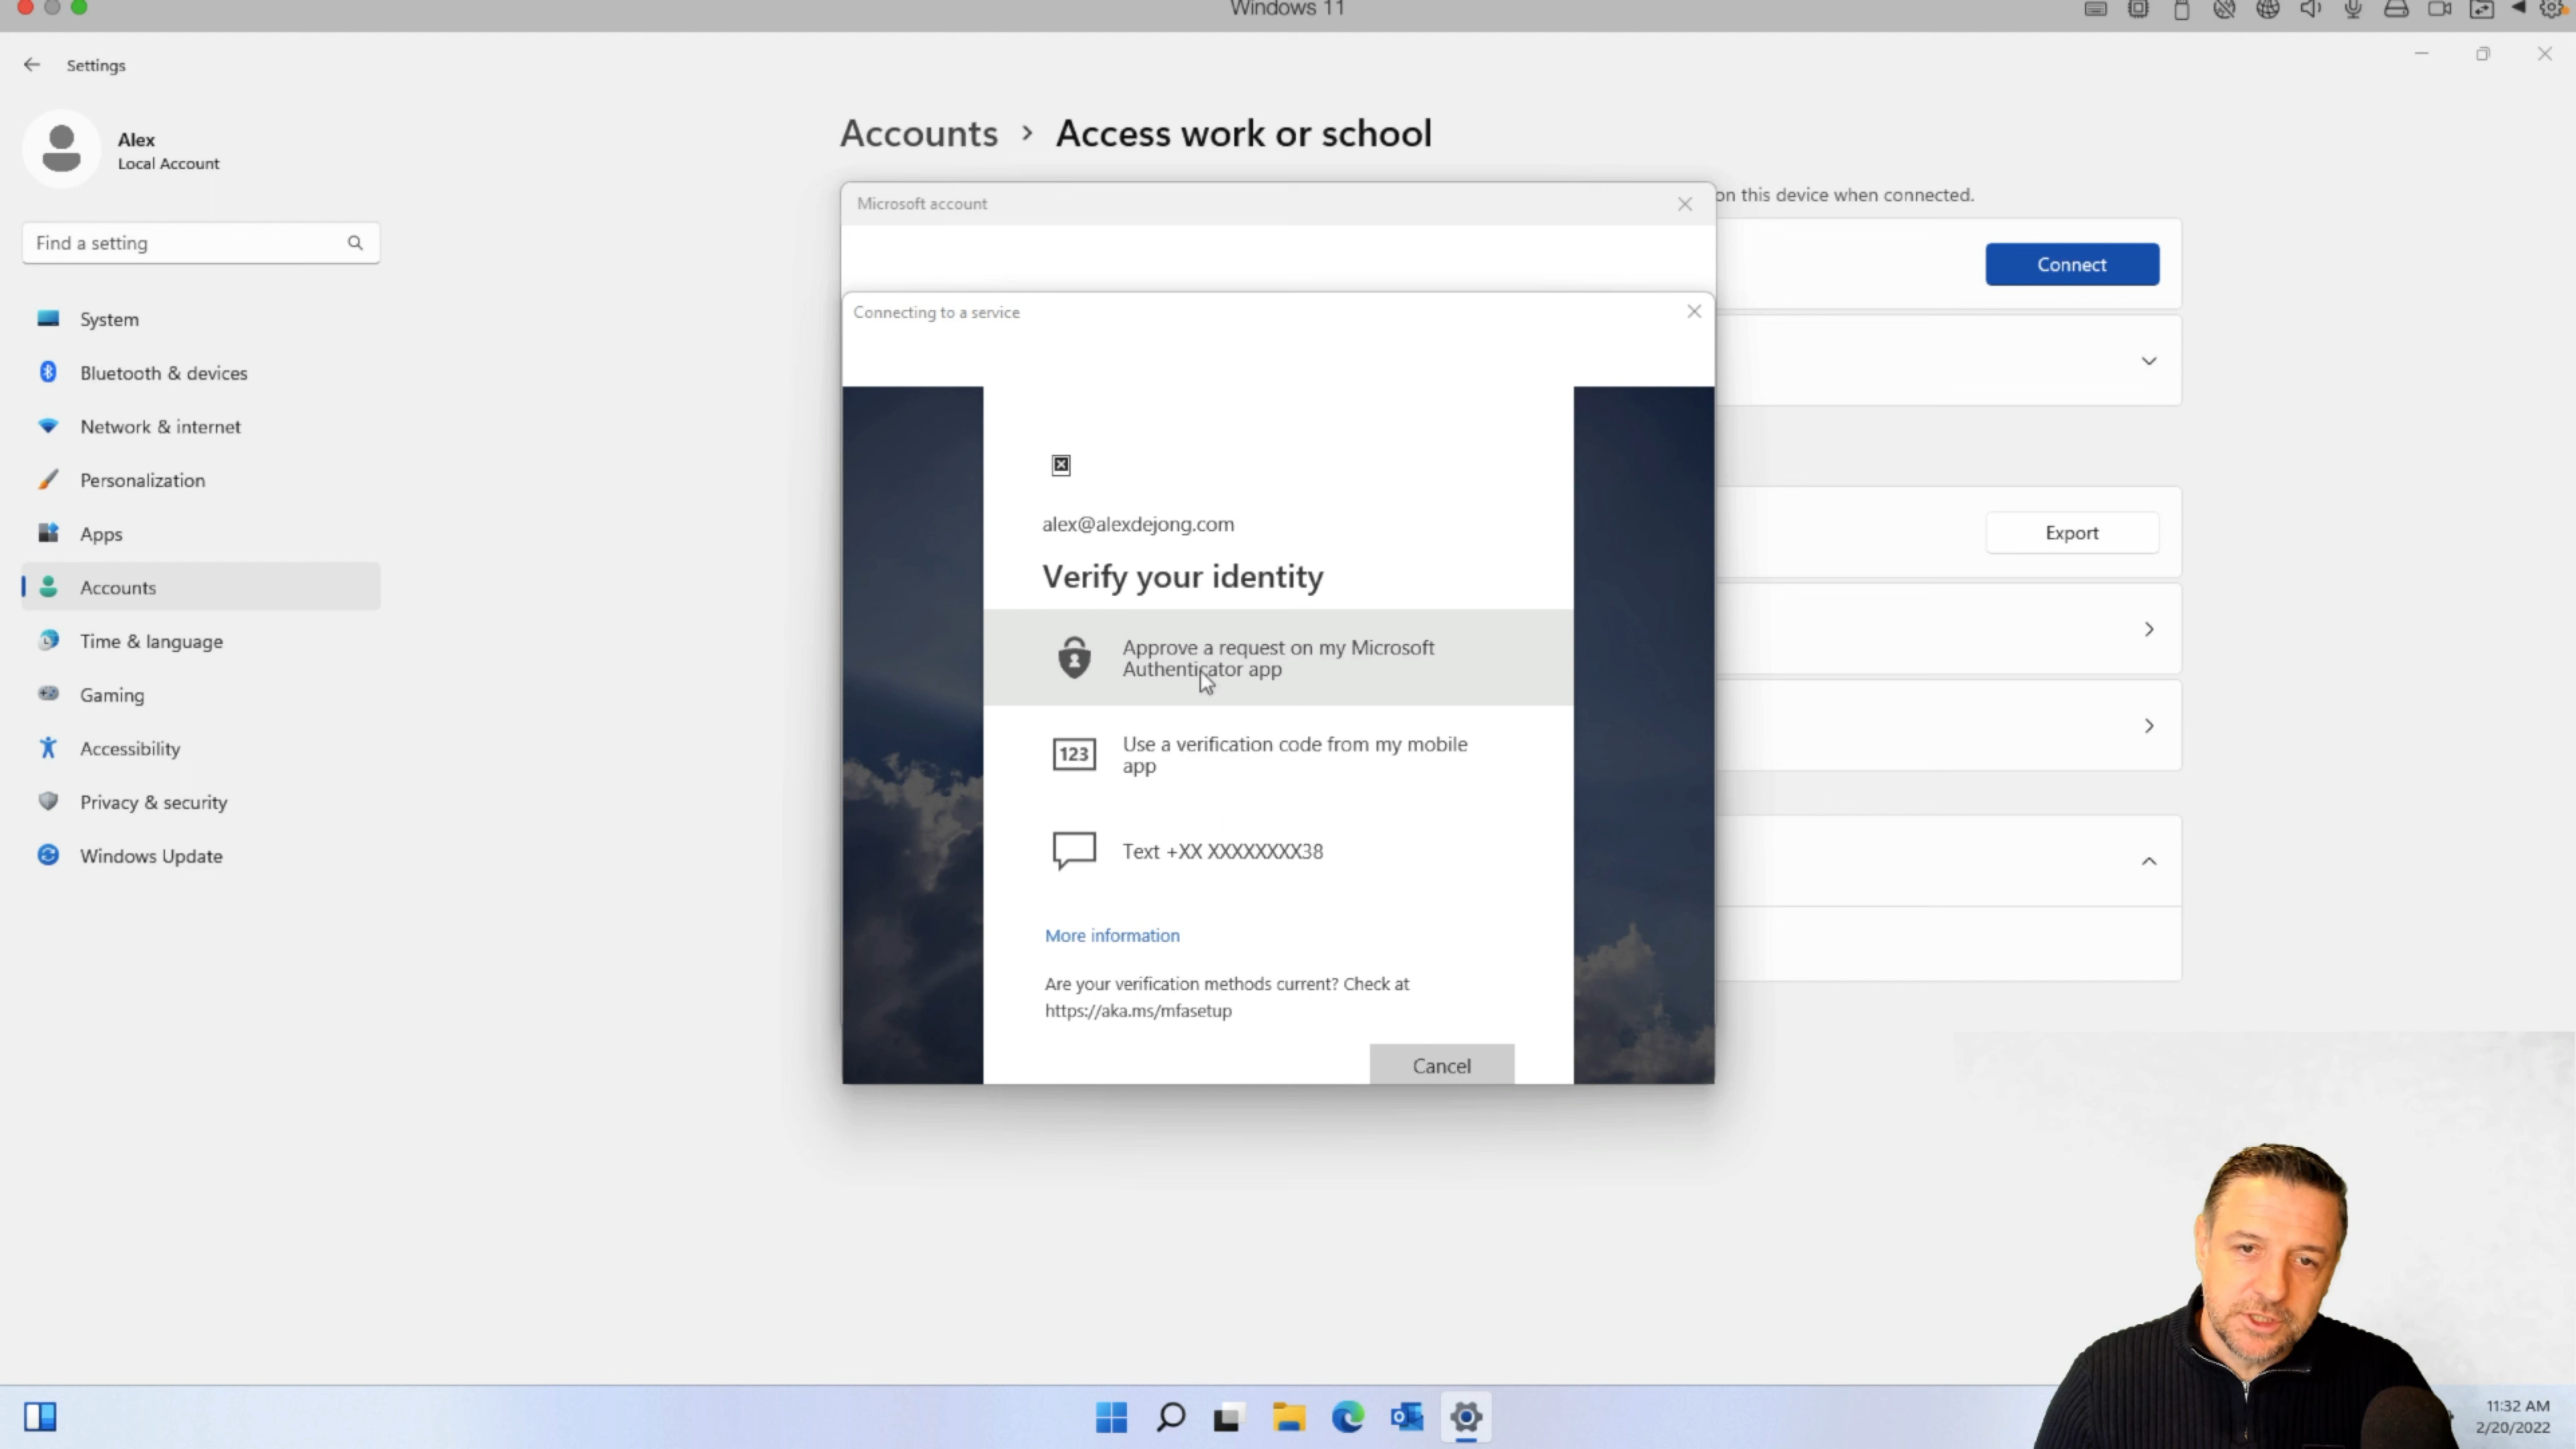 Windows 11
Settings
Alex
Local Account
Find a setting
System
Bluetooth & devices
Network & internet
Personalization
Apps
Accounts
Time & language
Gaming
Accessibility
Privacy & security
Windows Update
Accounts > Access work or school
on this device when connected.
Connect
Export
Microsoft account
Connecting to a service
alex@alexdejong.com
Verify your identity
Approve a request on my Microsoft
Authenticator app
123
Use a verification code from my mobile
app
Text +XX XXXXXXXX38
More information
Are your verification methods current? Check at
https://aka.ms/mfasetup
Cancel
11:32 AM
2/20/2022